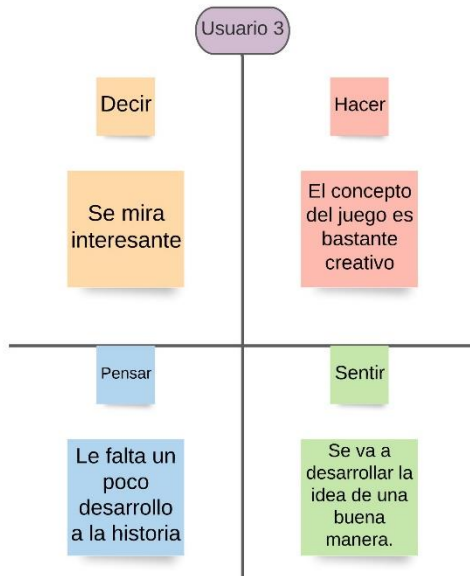 Usuario 3
Decir
Hacer
Se mira
interesante
El concepto
del juego es
bastante
creativo
Pensar
Sentir
Le falta un
poco
desarrollo
a la historia
Se va a
desarrollar la
idea de una
buena
manera.